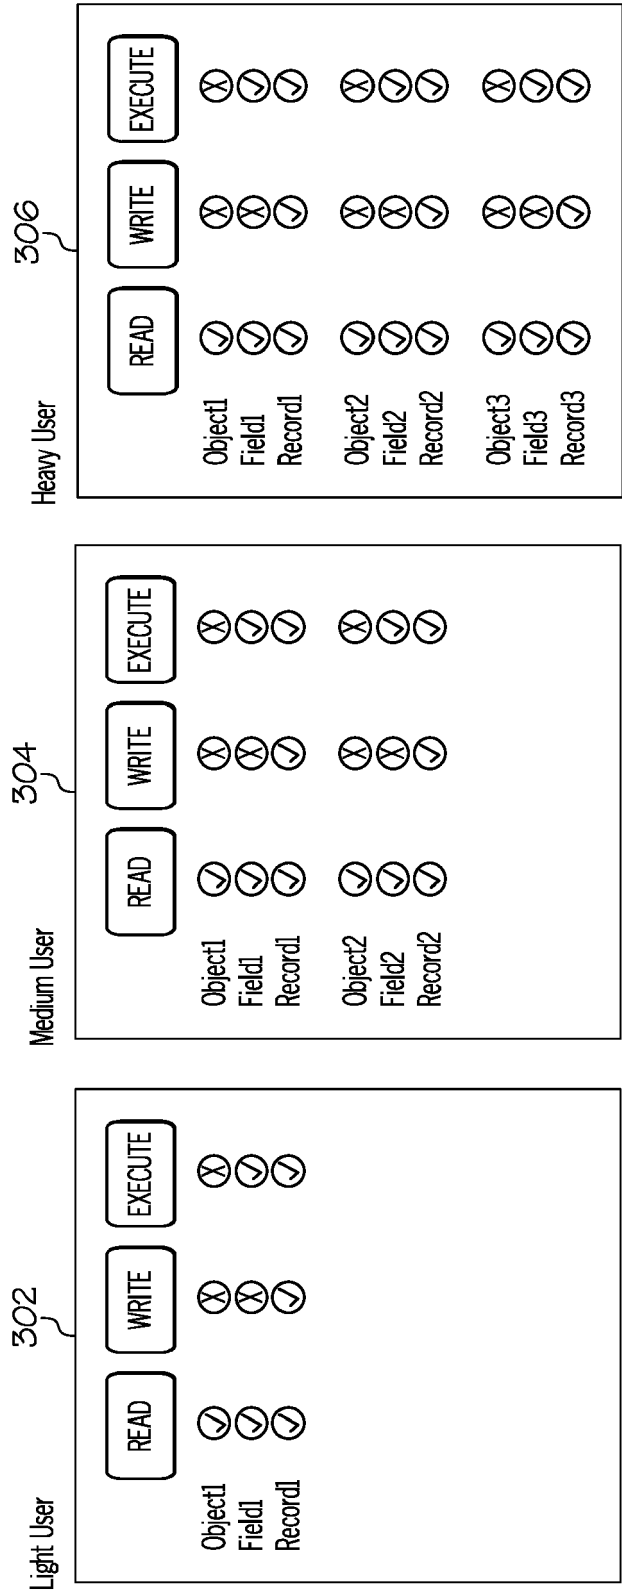 Light User
302
READ WRITE EXECUTE
Object1
Field1
Record1
Medium User
304
READ WRITE EXECUTE
Object1
Field1
Record1
Object2
Field2
Record2
Heavy User
306
READ WRITE EXECUTE
Object1
Field1
Record1
Object2
Field2
Record2
Object3
Field3
Record3